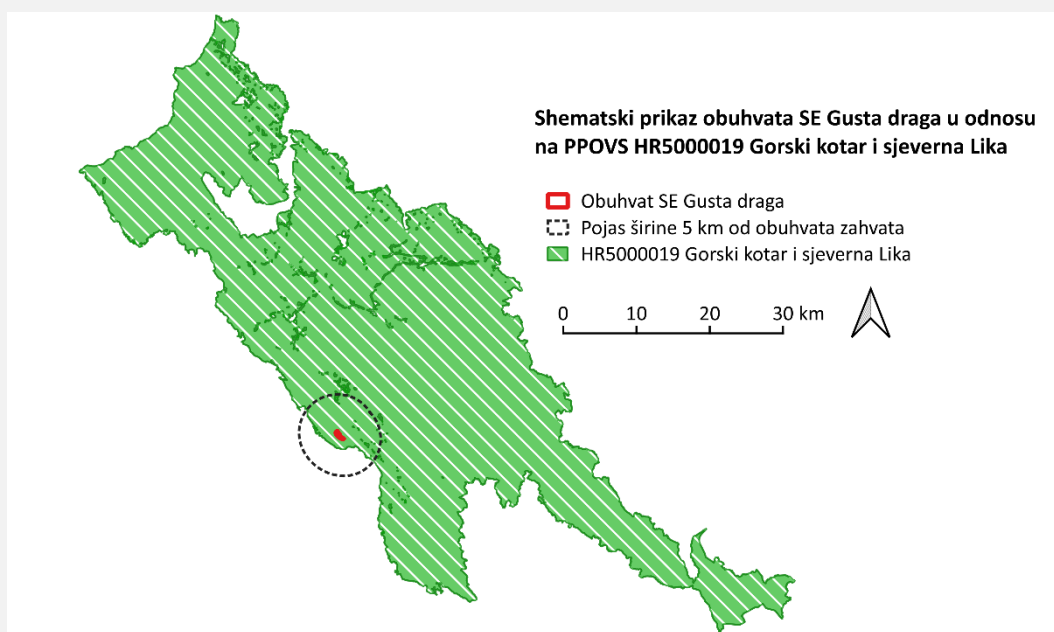 Shematski prikaz obuhvata SE Gusta draga u odnosu
na PPOVS HR5000019 Gorski kotar i sjeverna Lika
Obuhvat SE Gusta draga
Pojas širine 5 km od obuhvata zahvata
HR5000019 Gorski kotar i sjeverna Lika
0 10 20 30 km